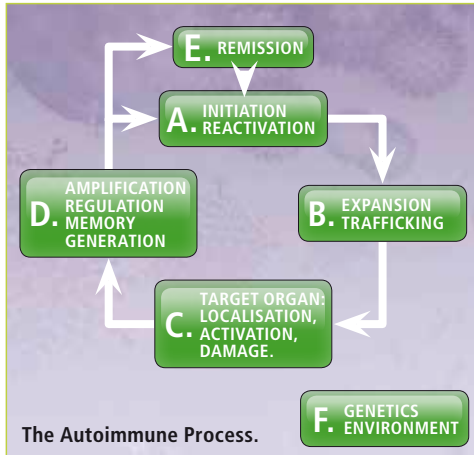 E. REMISSION
A. INITIATION
REACTIVATION
B. EXPANSION
TRAFFICKING
C. TARGET ORGAN:
LOCALISATION,
ACTIVATION,
DAMAGE.
D. AMPLIFICATION
REGULATION
MEMORY
GENERATION
F. GENETICS
ENVIRONMENT
The Autoimmune Process.